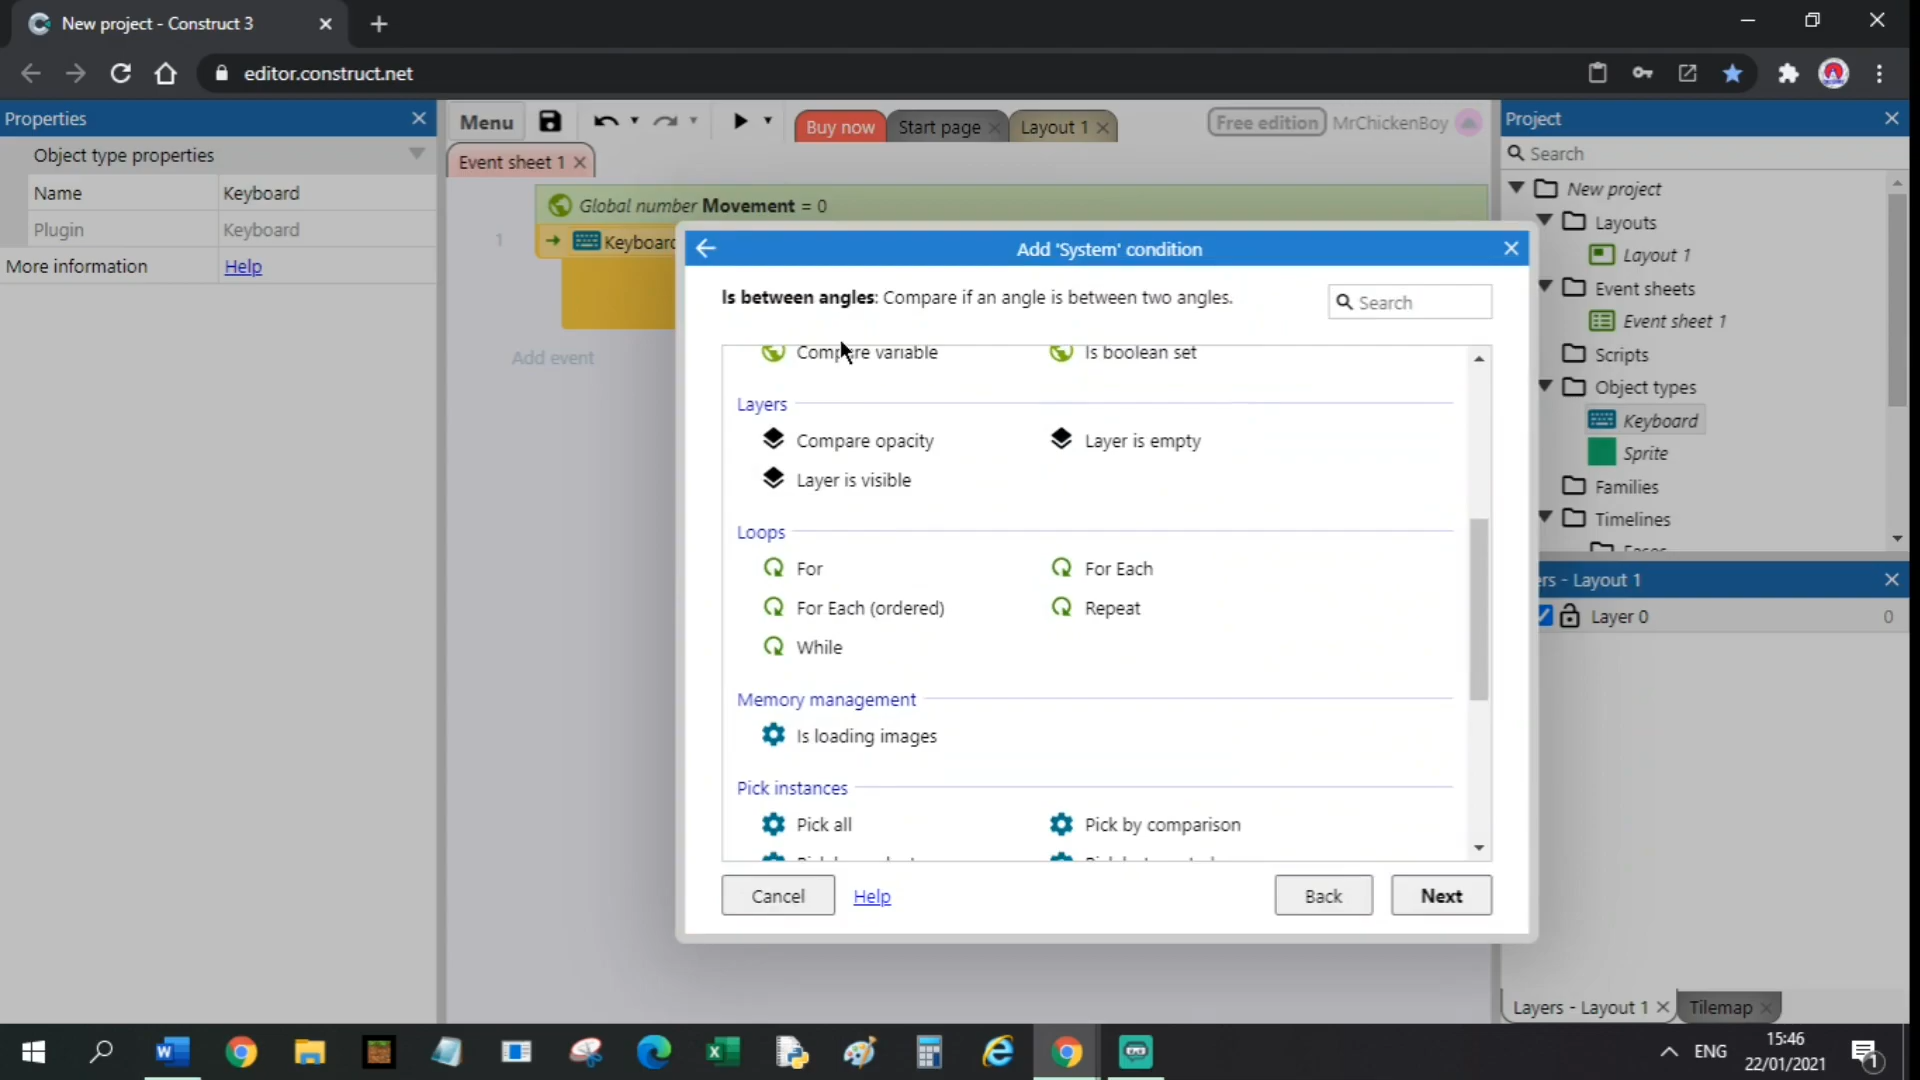 New project - Construct 3
editor.construct.net
Properties
Object type properties
Name Keyboard
Plugin Keyboard
More information Help
Menu
Buy now
Start page
Layout 1
Free edition
MrChickenBoy
Event sheet 1
Global number Movement = 0
1
Keyboard
Add event
Add 'System' condition
Is between angles: Compare if an angle is between two angles.
Search
Compare variable
Is boolean set
Layers
Compare opacity
Layer is empty
Layer is visible
Loops
For
For Each
For Each (ordered)
Repeat
While
Memory management
Is loading images
Pick instances
Pick all
Pick by comparison
Cancel
Help
Back
Next
Project
Search
New project
Layouts
Layout 1
Event sheets
Event sheet 1
Scripts
Object types
Keyboard
Sprite
Families
Timelines
ers - Layout 1
Layer 0
0
Layers - Layout 1
Tilemap
ENG
15:46
22/01/2021
1